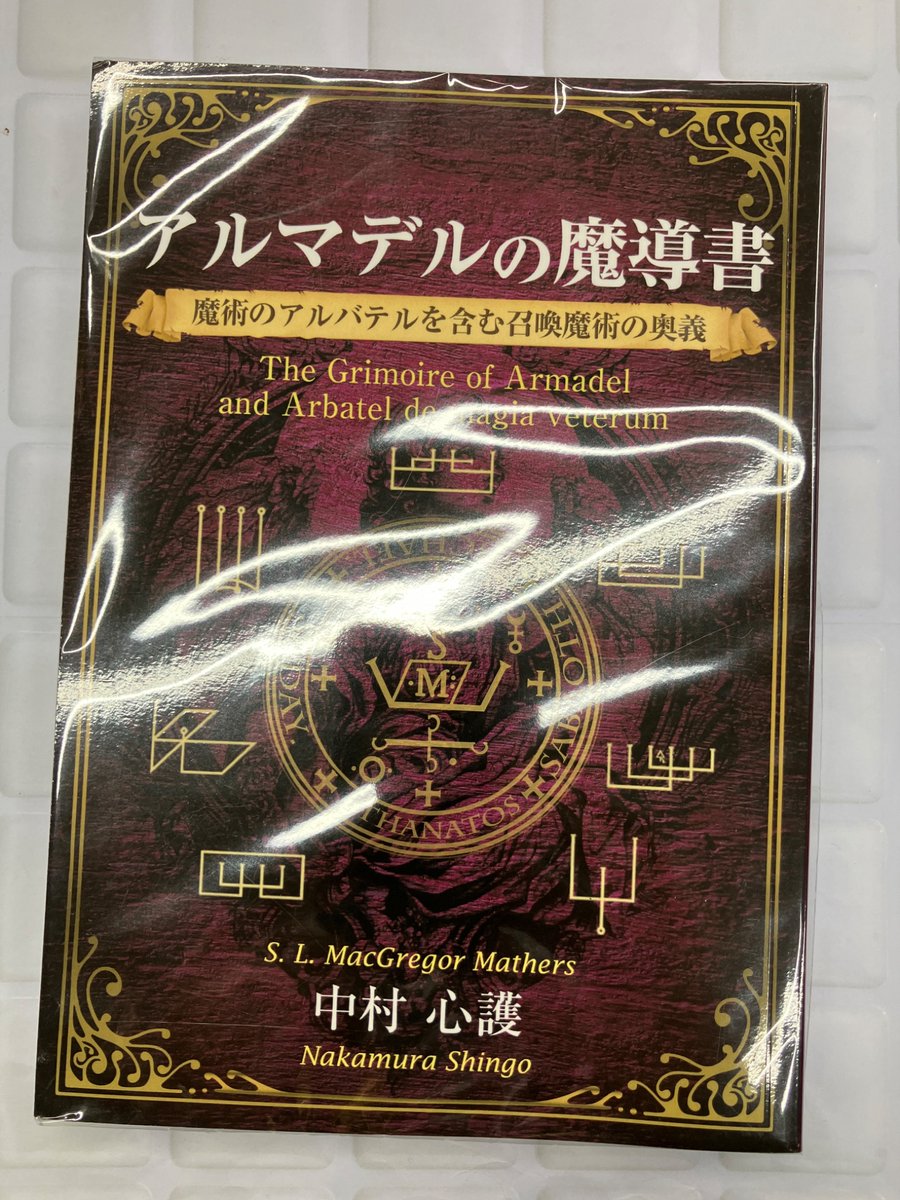 アルマデルの魔導書
魔術のアルバテルを含む召喚魔術の奥義
The Grimoire of Armadel
and Arbatel de magia veterum
M
THANATOS
DAY
S. L. MacGregor Mathers
中村 心護
Nakamura Shingo